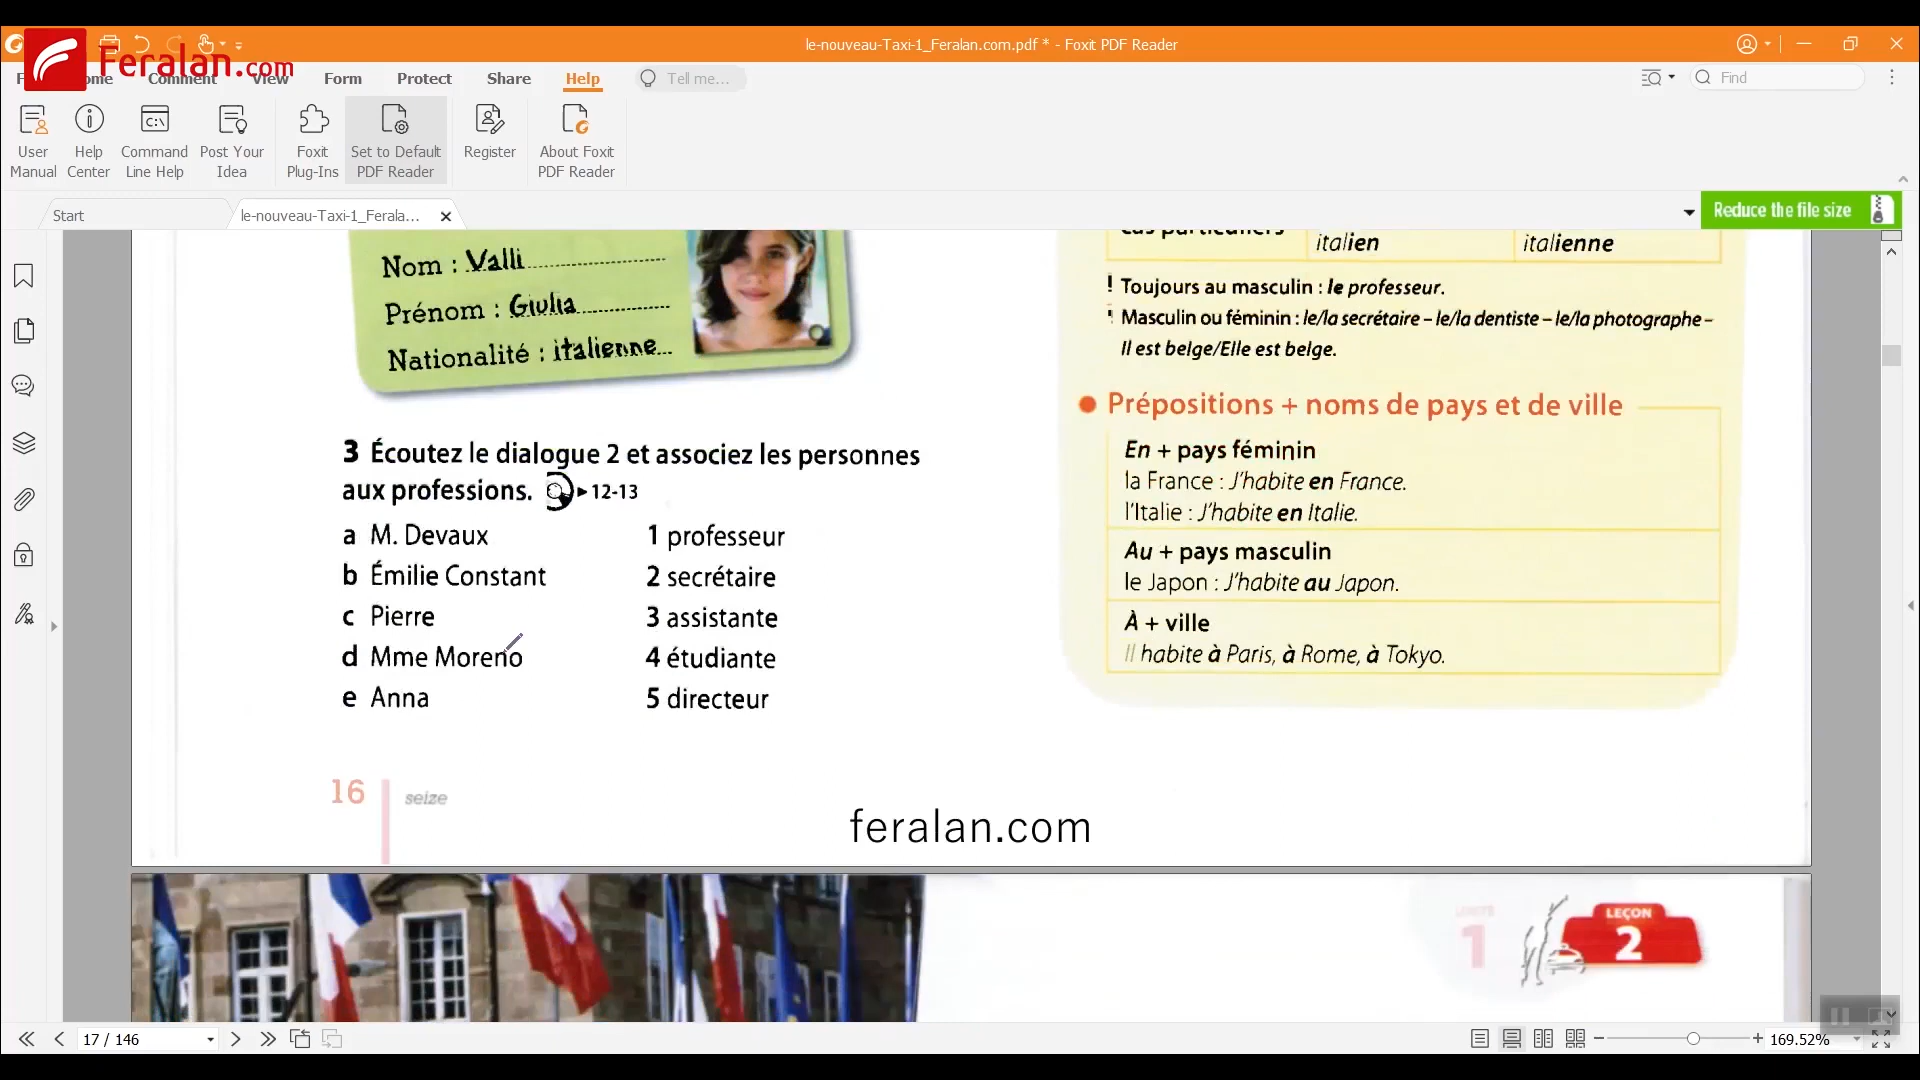 le-nouveau-Taxi-1_Feralan.com.pdf * - Foxit PDF Reader
Feralan.com
Comment View Form Protect Share Help Tell me... Find
User Manual
Help Center
Command Line Help
Post Your Idea
Foxit Plug-Ins
Set to Default PDF Reader
Register
About Foxit PDF Reader
Start
le-nouveau-Taxi-1_Ferala...
Reduce the file size
Nom : Valli
Prénom : Giulia
Nationalité : italienne
3 Écoutez le dialogue 2 et associez les personnes
aux professions. ▸ 12-13
a M. Devaux 1 professeur
b Émilie Constant 2 secrétaire
c Pierre 3 assistante
d Mme Moreno 4 étudiante
e Anna 5 directeur
16 seize
cas particuliers italien italienne
! Toujours au masculin : le professeur.
! Masculin ou féminin : le/la secrétaire – le/la dentiste – le/la photographe –
Il est belge/Elle est belge.
Prépositions + noms de pays et de ville
En + pays féminin
la France : J'habite en France.
l'Italie : J'habite en Italie.
Au + pays masculin
le Japon : J'habite au Japon.
À + ville
Il habite à Paris, à Rome, à Tokyo.
feralan.com
1
LEÇON
2
17 / 146
169.52%